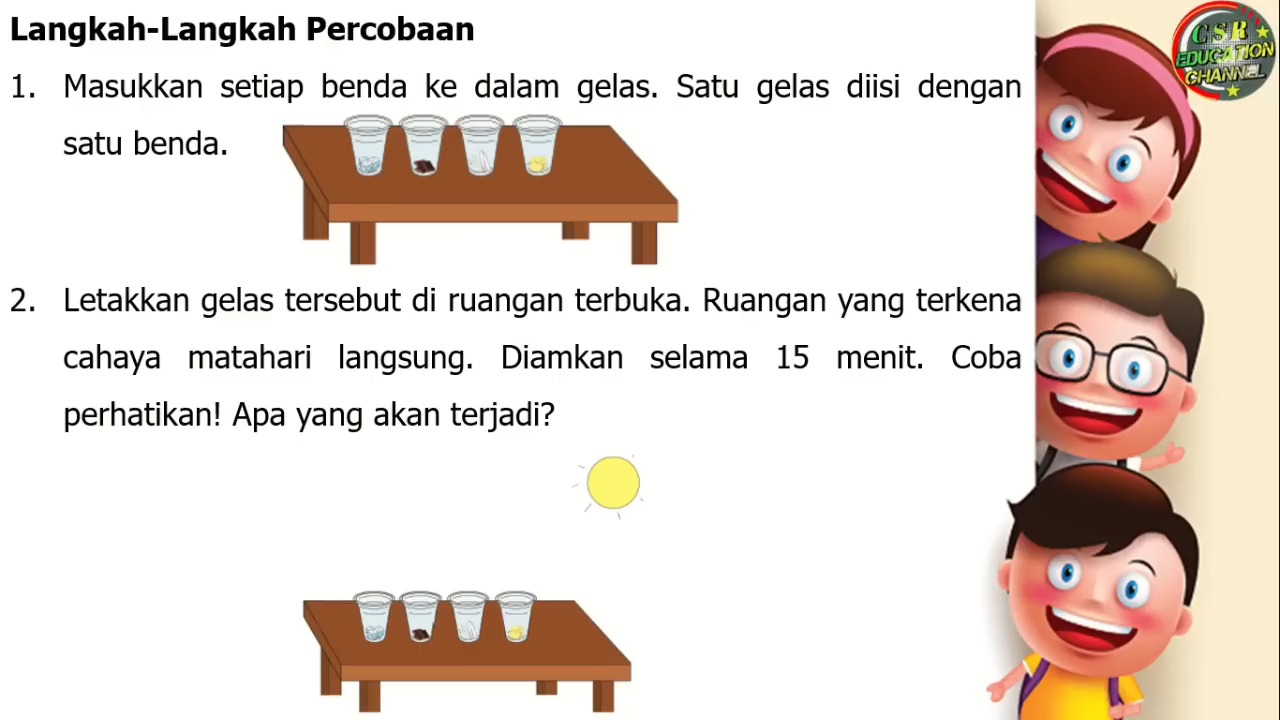 Langkah-Langkah Percobaan
1. Masukkan setiap benda ke dalam gelas. Satu gelas diisi dengan
satu benda.
2. Letakkan gelas tersebut di ruangan terbuka. Ruangan yang terkena
cahaya matahari langsung. Diamkan selama 15 menit. Coba
perhatikan! Apa yang akan terjadi?
CSR
EDUCATION
CHANNEL